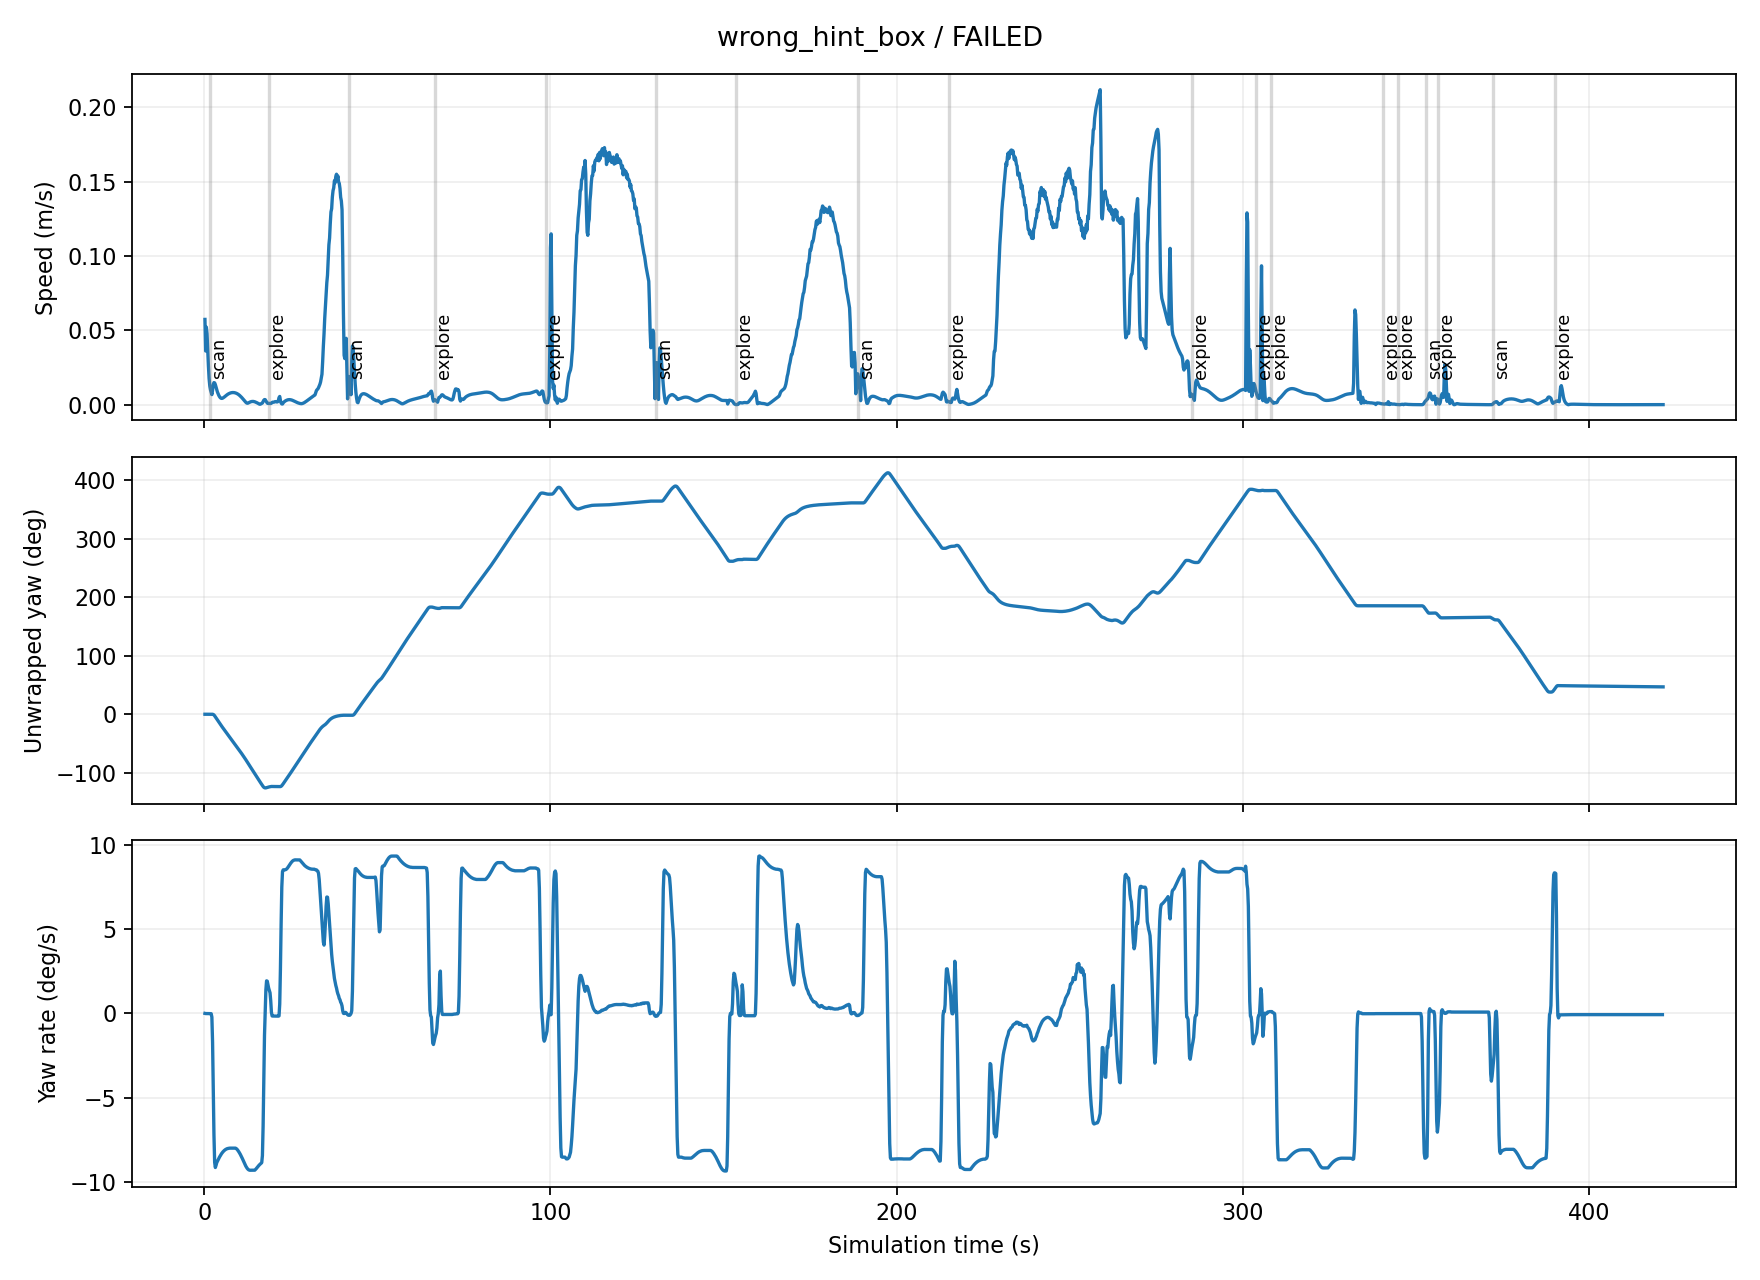 wrong_hint_box / FAILED
Speed (m/s)
0.20
0.15
0.10
0.05
0.00
scan
explore
scan
explore
explore
scan
explore
scan
explore
explore
explore
explore
explore
explore
scan
explore
scan
explore
Unwrapped yaw (deg)
400
300
200
100
0
−100
Yaw rate (deg/s)
10
5
0
−5
−10
0
100
200
300
400
Simulation time (s)